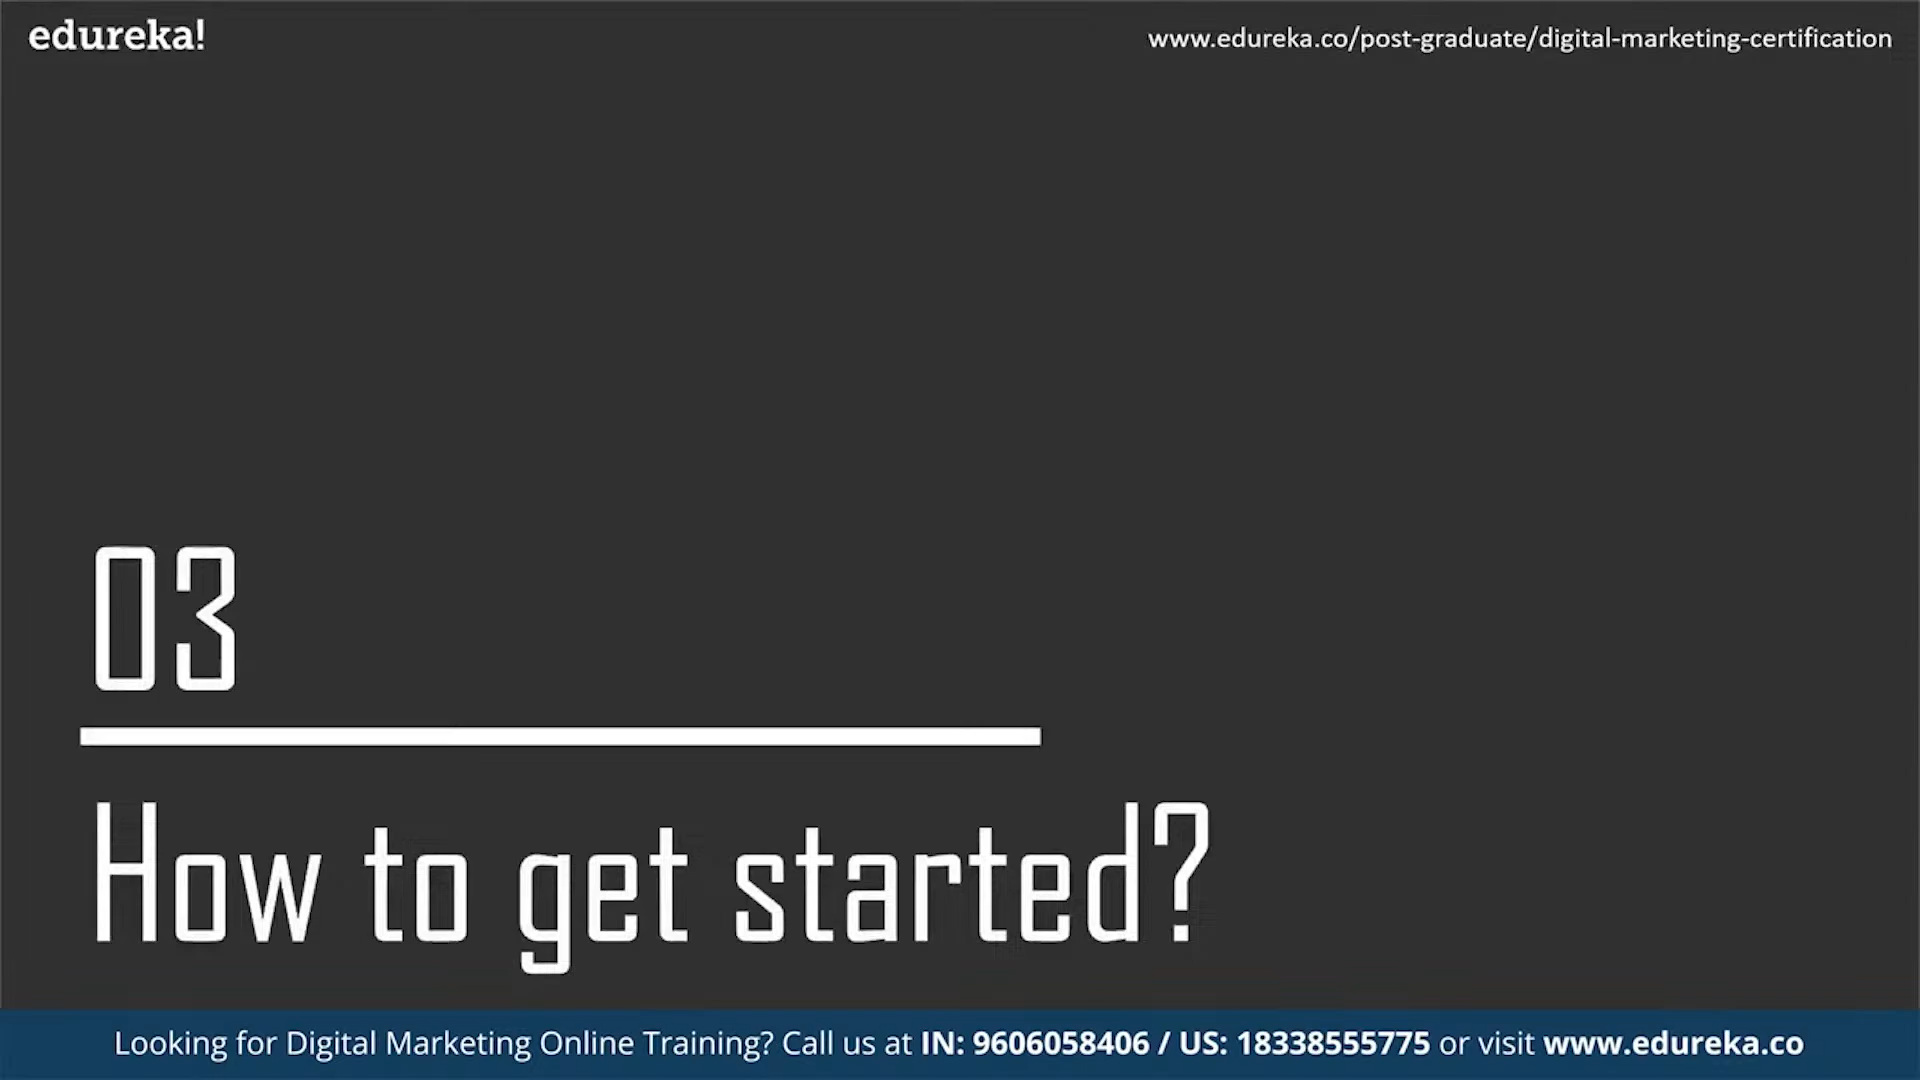 edureka!
www.edureka.co/post-graduate/digital-marketing-certification
03
How to get started?
Looking for Digital Marketing Online Training? Call us at IN: 9606058406 / US: 18338555775 or visit www.edureka.co